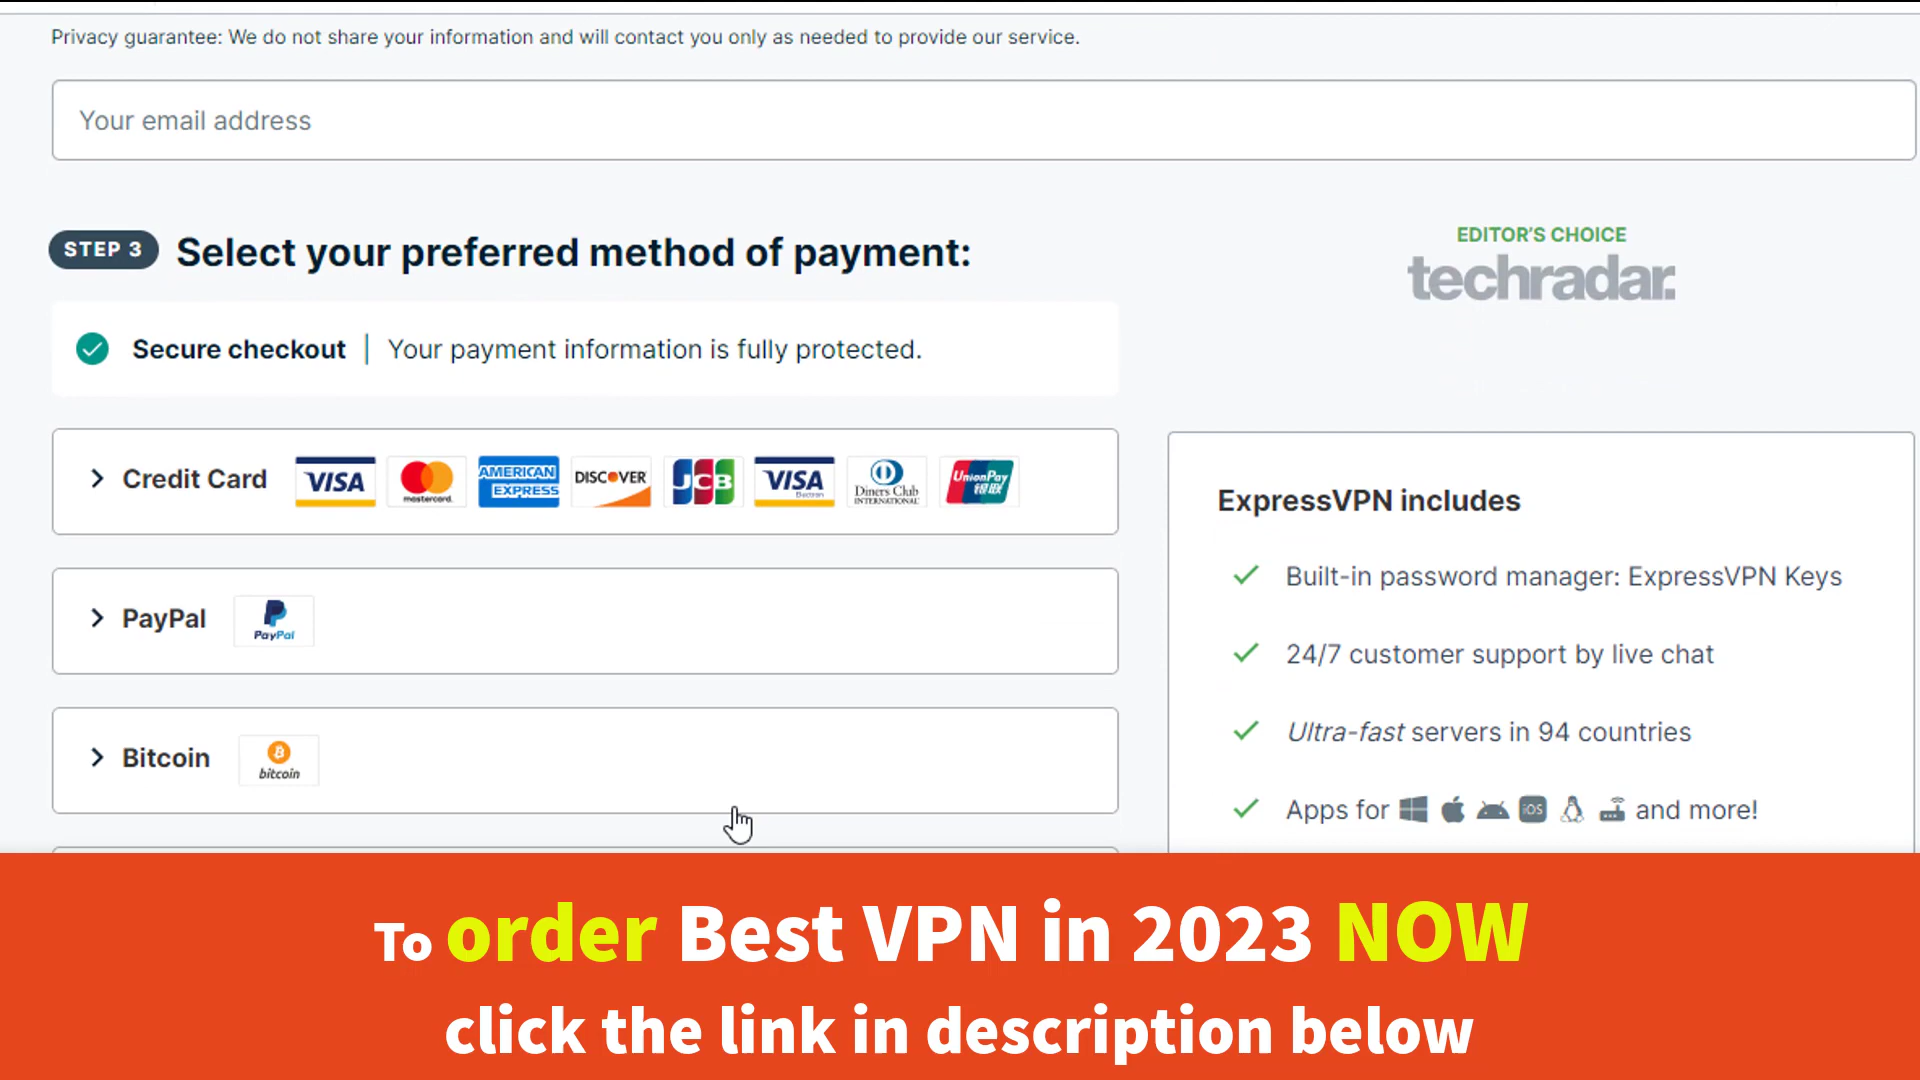 Privacy guarantee: We do not share your information and will contact you only as needed to provide our service.
Your email address
STEP 3 Select your preferred method of payment:
Secure checkout | Your payment information is fully protected.
Credit Card VISA mastercard. AMERICAN EXPRESS DISCOVER JCB VISA Electron Diners Club INTERNATIONAL UnionPay 银联
PayPal PayPal
Bitcoin bitcoin
EDITOR'S CHOICE
techradar.
ExpressVPN includes
Built-in password manager: ExpressVPN Keys
24/7 customer support by live chat
Ultra-fast servers in 94 countries
Apps for iOS and more!
To order Best VPN in 2023 NOW
click the link in description below